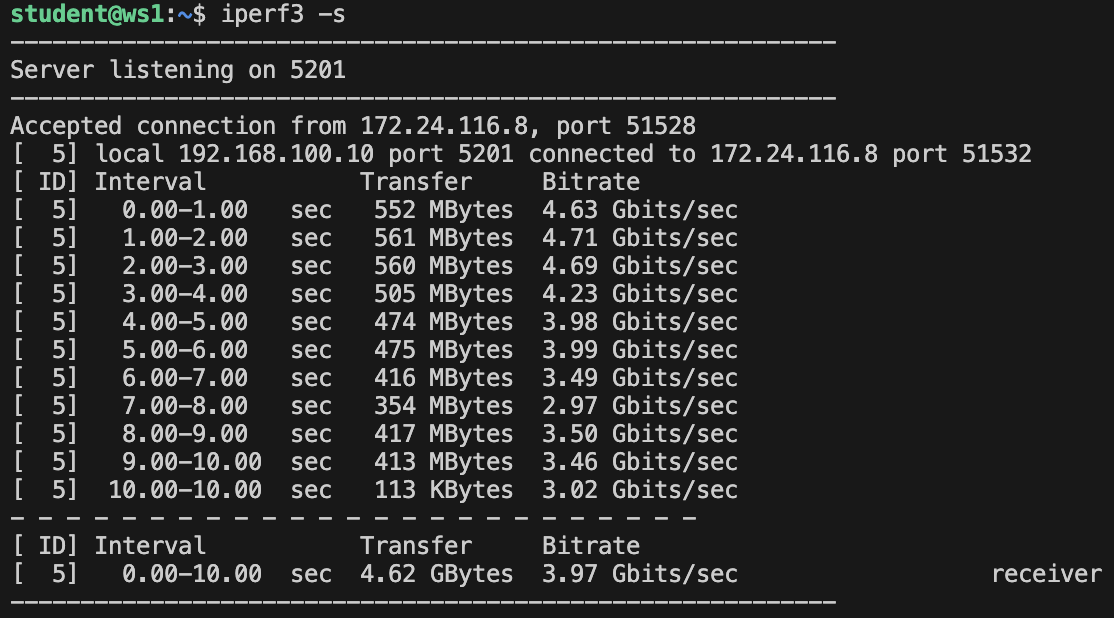 student@ws1:~$ iperf3 -s
-----------------------------------------------------------
Server listening on 5201
-----------------------------------------------------------
Accepted connection from 172.24.116.8, port 51528
[  5] local 192.168.100.10 port 5201 connected to 172.24.116.8 port 51532
[ ID] Interval           Transfer     Bitrate
[  5]   0.00-1.00   sec   552 MBytes  4.63 Gbits/sec
[  5]   1.00-2.00   sec   561 MBytes  4.71 Gbits/sec
[  5]   2.00-3.00   sec   560 MBytes  4.69 Gbits/sec
[  5]   3.00-4.00   sec   505 MBytes  4.23 Gbits/sec
[  5]   4.00-5.00   sec   474 MBytes  3.98 Gbits/sec
[  5]   5.00-6.00   sec   475 MBytes  3.99 Gbits/sec
[  5]   6.00-7.00   sec   416 MBytes  3.49 Gbits/sec
[  5]   7.00-8.00   sec   354 MBytes  2.97 Gbits/sec
[  5]   8.00-9.00   sec   417 MBytes  3.50 Gbits/sec
[  5]   9.00-10.00  sec   413 MBytes  3.46 Gbits/sec
[  5]  10.00-10.00  sec   113 KBytes  3.02 Gbits/sec
- - - - - - - - - - - - - - - - - - - - - - - - -
[ ID] Interval           Transfer     Bitrate
[  5]   0.00-10.00  sec  4.62 GBytes  3.97 Gbits/sec                  receiver
-----------------------------------------------------------